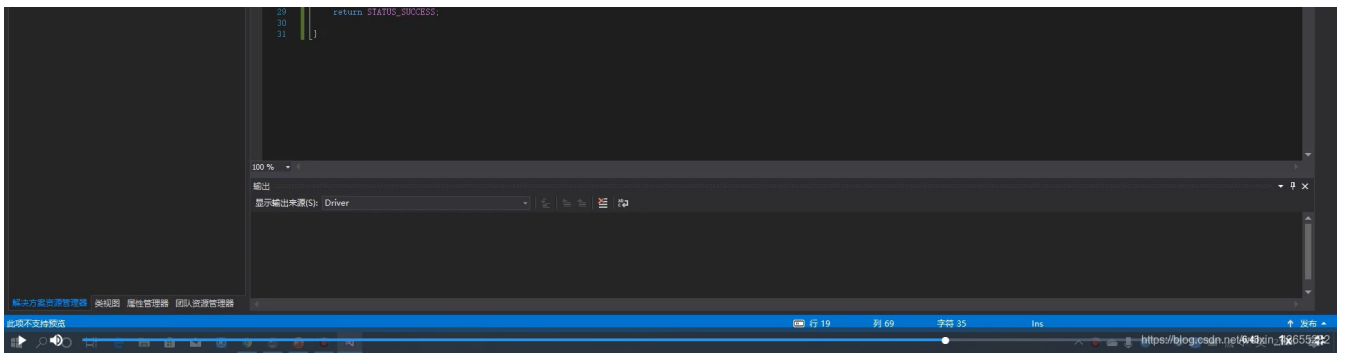 29 return STATUS_SUCCESS;
30
31 }
100 %
输出
显示输出来源(S): Driver
解决方案资源管理器 类视图 属性管理器 团队资源管理器
此项不支持预览
行 19 列 69 字符 35 Ins 发布
https://blog.csdn.net/